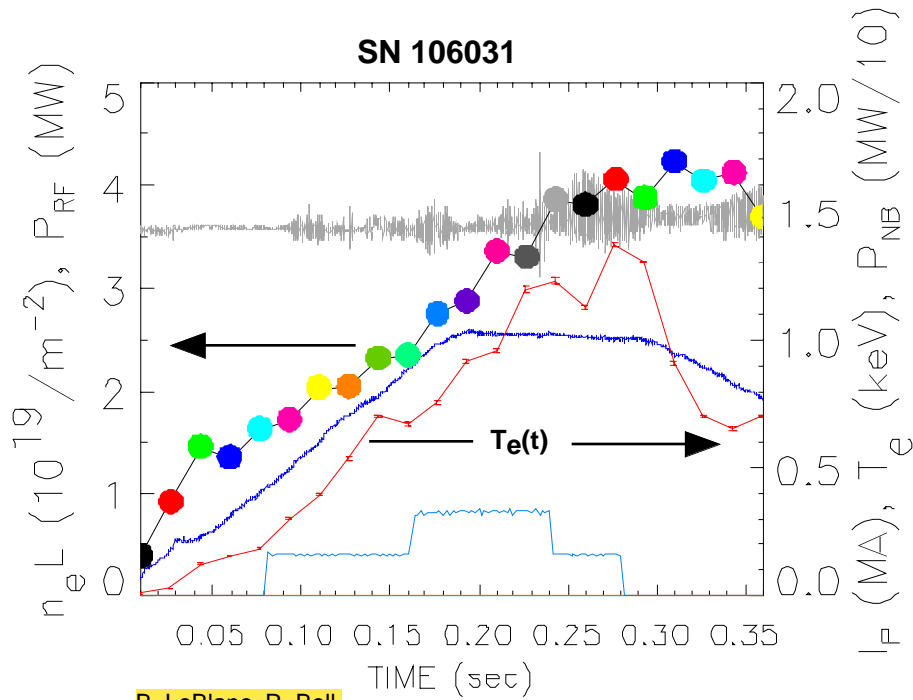 SN 106031
n_e L (10^19/m^-2), P_RF (MW)
5
4
3
2
1
0
2.0
1.5
1.0
0.5
0.0
I_P (MA), T_e (keV), P_NB (MW/10)
T_e(t)
0.05 0.10 0.15 0.20 0.25 0.30 0.35
TIME (sec)
B. LeBlanc, R. Bell